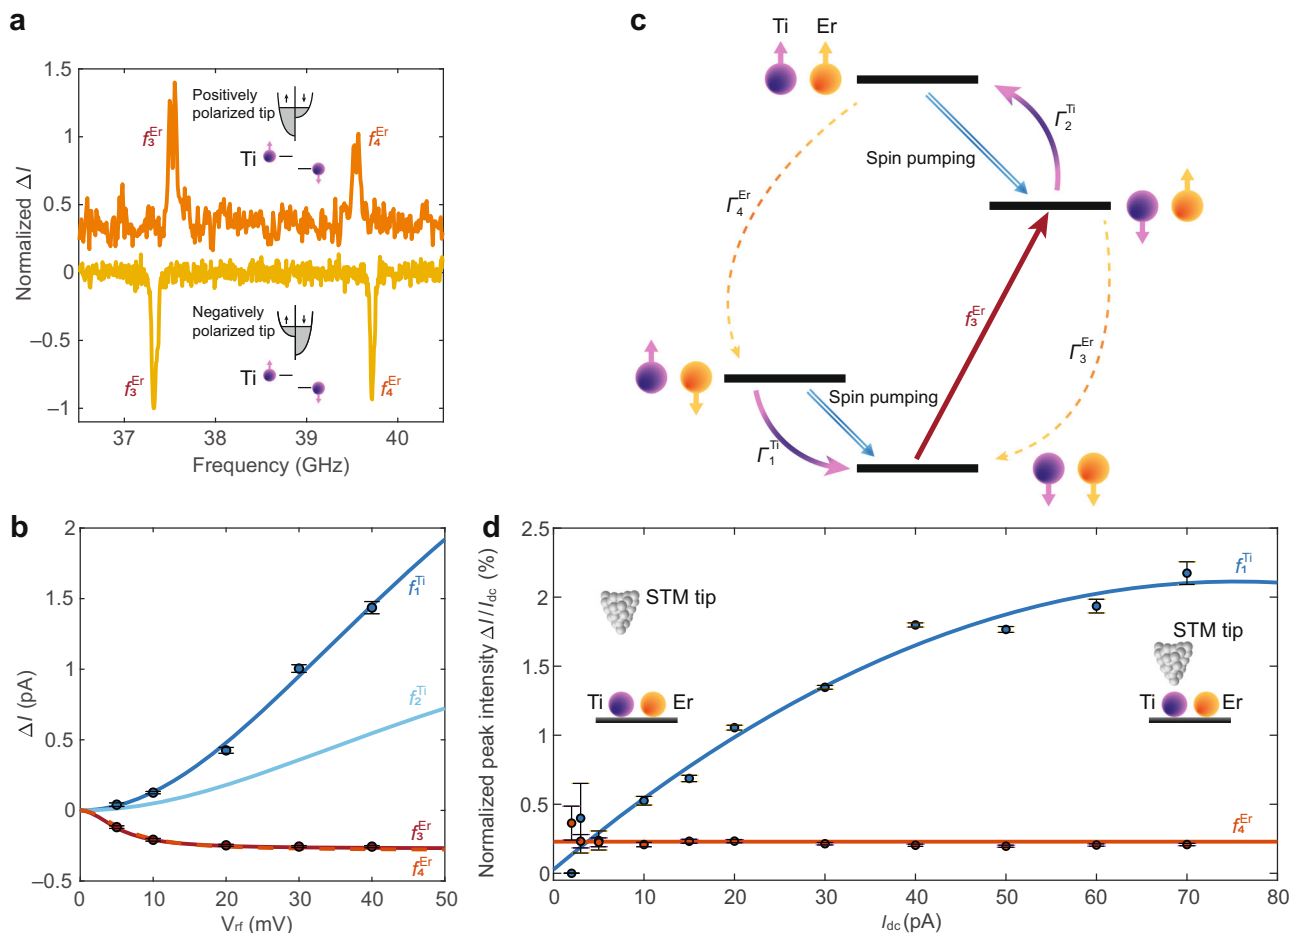 a
Normalized ΔI
1.5
1
0.5
0
−0.5
−1
37
38
39
40
Frequency (GHz)
Positively
polarized tip
Ti
f₃ᴱʳ
f₄ᴱʳ
Negatively
polarized tip
Ti
f₃ᴱʳ
f₄ᴱʳ
c
Ti Er
Γ₂ᵀⁱ
Spin pumping
Γ₄ᴱʳ
f₃ᴱʳ
Γ₃ᴱʳ
Spin pumping
Γ₁ᵀⁱ
b
ΔI (pA)
2
1.5
1
0.5
0
−0.5
0
10
20
30
40
50
V_rf (mV)
f₁ᵀⁱ
f₂ᵀⁱ
f₃ᴱʳ
f₄ᴱʳ
d
Normalized peak intensity ΔI/I_dc (%)
2.5
2
1.5
1
0.5
0
0
10
20
30
40
50
60
70
80
I_dc (pA)
STM tip
Ti Er
f₁ᵀⁱ
STM tip
Ti Er
f₄ᴱʳ